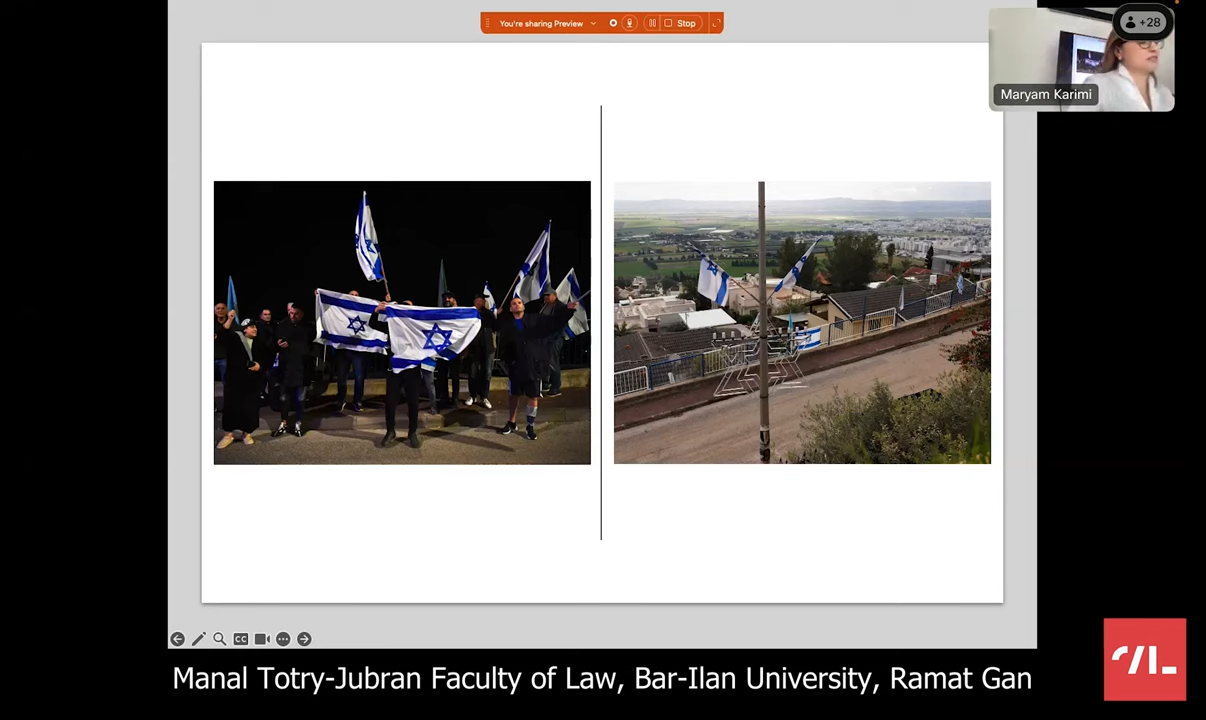 You're sharing Preview
Stop
+28
Maryam Karimi
CC
Manal Totry-Jubran Faculty of Law, Bar-Ilan University, Ramat Gan